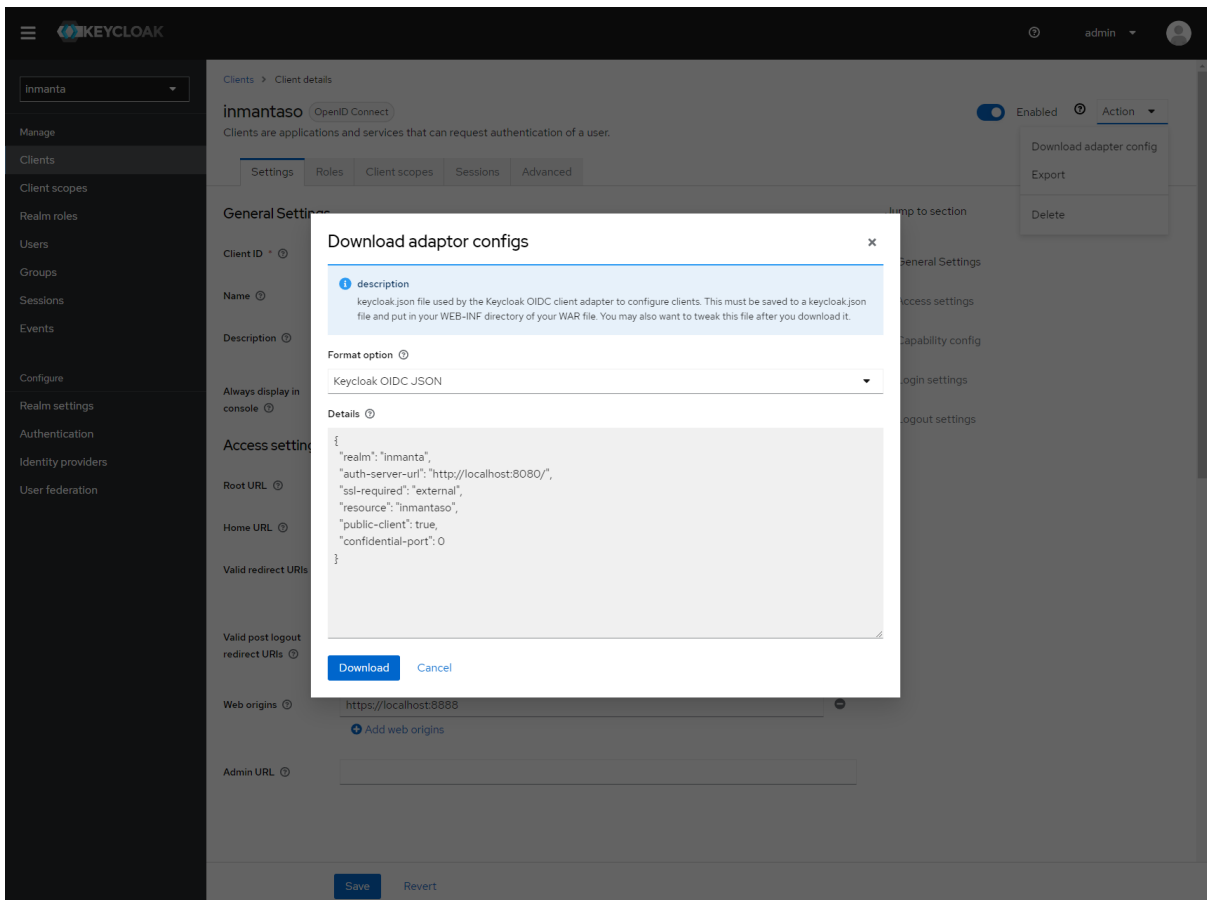 KEYCLOAK
admin
inmanta
Manage
Clients
Client scopes
Realm roles
Users
Groups
Sessions
Events
Configure
Realm settings
Authentication
Identity providers
User federation
Clients > Client details
inmantaso OpenID Connect
Enabled
Action
Clients are applications and services that can request authentication of a user.
Download adapter config
Export
Delete
Settings Roles Client scopes Sessions Advanced
General Settings
Jump to section
Client ID *
Name
Description
Always display in
console
Access setting
Root URL
Home URL
Valid redirect URIs
Valid post logout
redirect URIs
Web origins
https://localhost:8888
Add web origins
Admin URL
General Settings
Access settings
Capability config
Login settings
Logout settings
Download adaptor configs
description
keycloak.json file used by the Keycloak OIDC client adapter to configure clients. This must be saved to a keycloak.json
file and put in your WEB-INF directory of your WAR file. You may also want to tweak this file after you download it.
Format option
Keycloak OIDC JSON
Details
{
"realm": "inmanta",
"auth-server-url": "http://localhost:8080/",
"ssl-required": "external",
"resource": "inmantaso",
"public-client": true,
"confidential-port": 0
}
Download Cancel
Save Revert